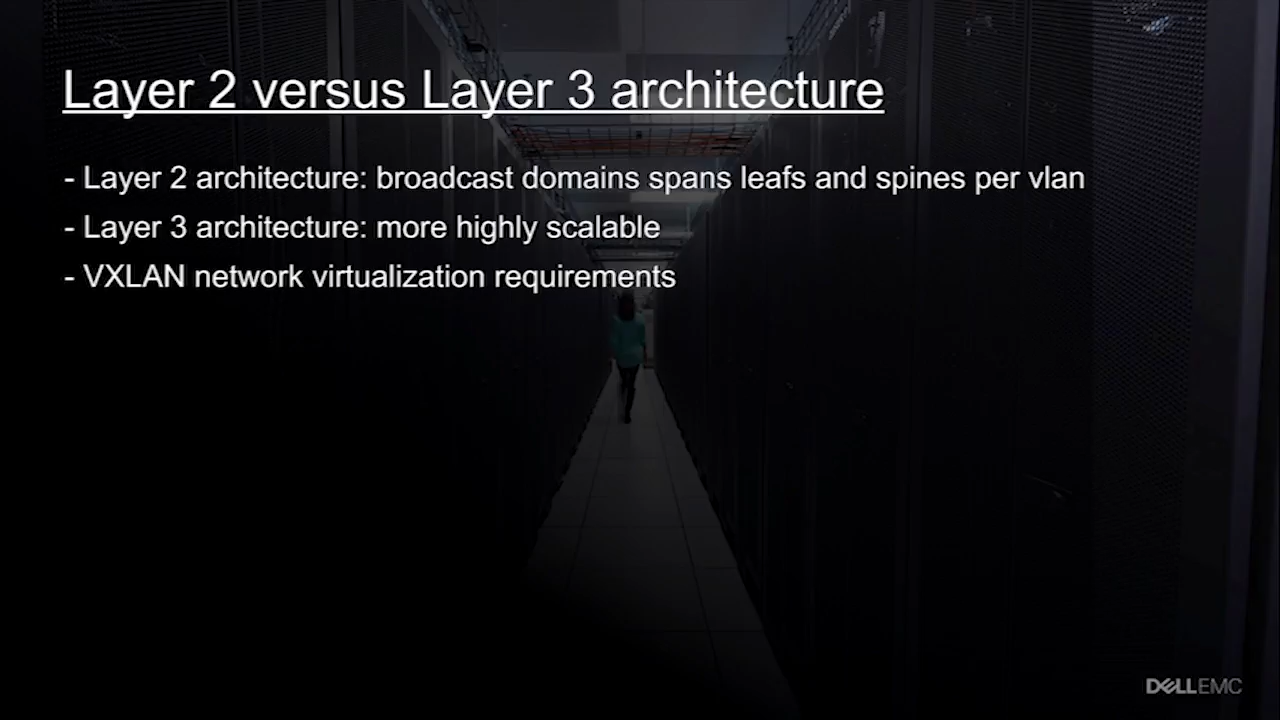 Layer 2 versus Layer 3 architecture
- Layer 2 architecture: broadcast domains spans leafs and spines per vlan
- Layer 3 architecture: more highly scalable
- VXLAN network virtualization requirements
DELLEMC